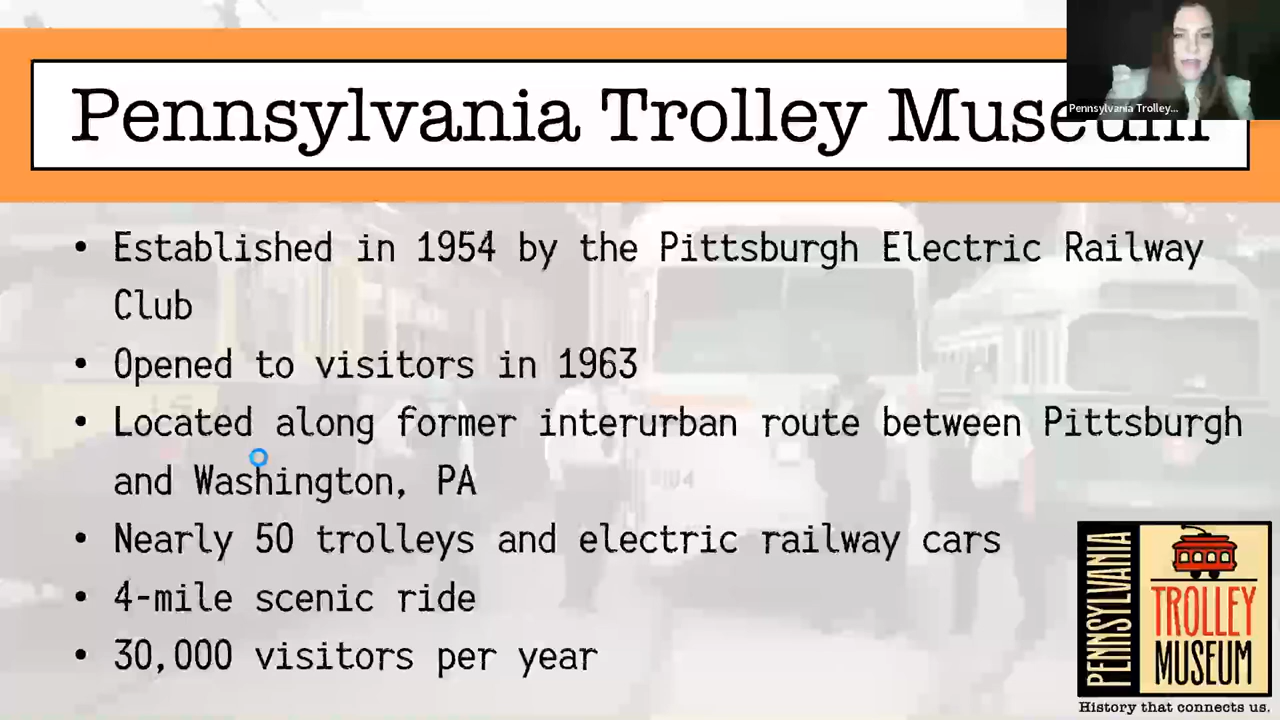 Pennsylvania Trolley Museum
Pennsylvania Trolley...
• Established in 1954 by the Pittsburgh Electric Railway
Club
• Opened to visitors in 1963
• Located along former interurban route between Pittsburgh
and Washington, PA
• Nearly 50 trolleys and electric railway cars
• 4-mile scenic ride
• 30,000 visitors per year
PENNSYLVANIA
TROLLEY
MUSEUM
History that connects us.